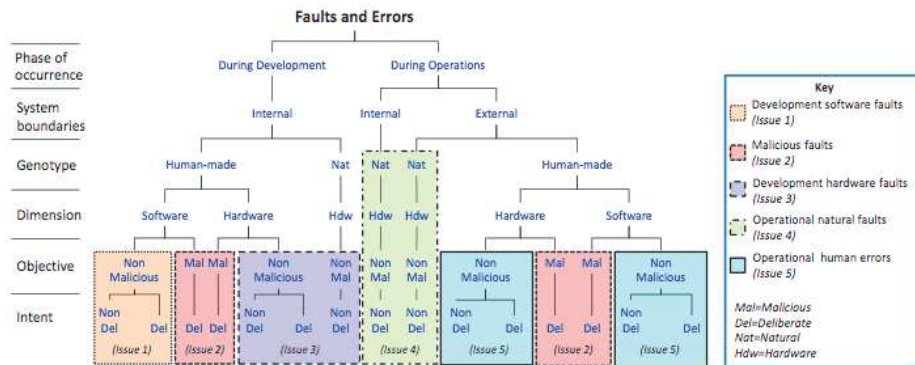 Faults and Errors
Phase of
occurrence
During Development During Operations
System
boundaries
Internal Internal External
Genotype Human-made Nat Nat Nat Human-made
Dimension Software Hardware Hdw Hdw Hdw Hardware Software
Objective
Non
Malicious
Mal Mal
Non
Malicious
Non
Mal
Non
Mal
Non
Mal
Non
Malicious
Mal Mal
Non
Malicious
Intent
Non
Del Del
Del Del
Non
Del Del
Non
Del
Non
Del
Non
Del
Non
Del Del
Del Del
Non
Del Del
(Issue 1) (Issue 2) (Issue 3) (Issue 4) (Issue 5) (Issue 2) (Issue 5)
Key
Development software faults
(Issue 1)
Malicious faults
(Issue 2)
Development hardware faults
(Issue 3)
Operational natural faults
(Issue 4)
Operational human errors
(Issue 5)
Mal=Malicious
Del=Deliberate
Nat=Natural
Hdw=Hardware